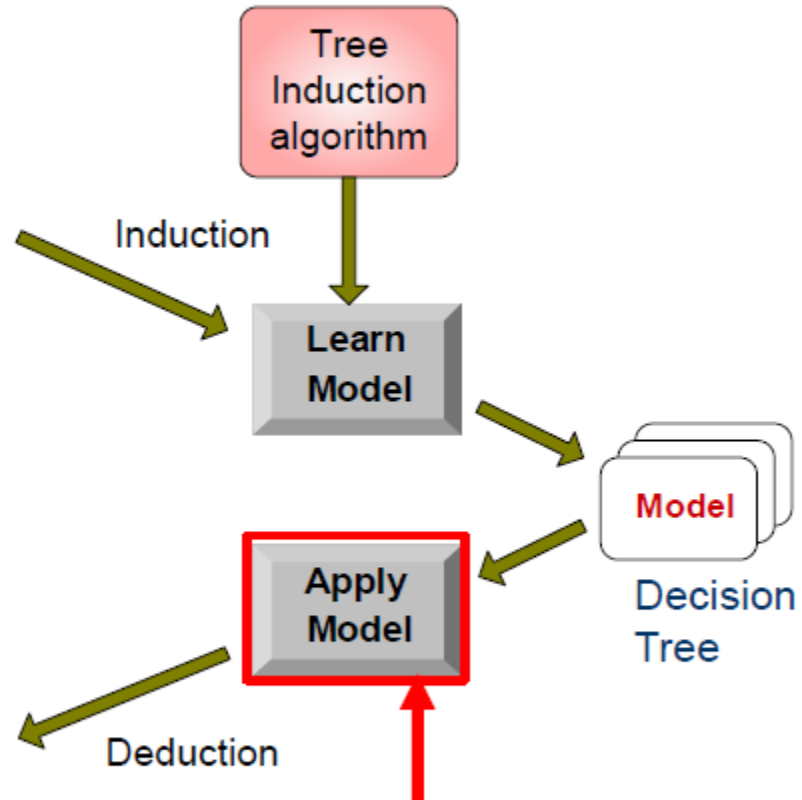 Tree
Induction
algorithm
Induction
Learn
Model
Model
Decision
Tree
Apply
Model
Deduction